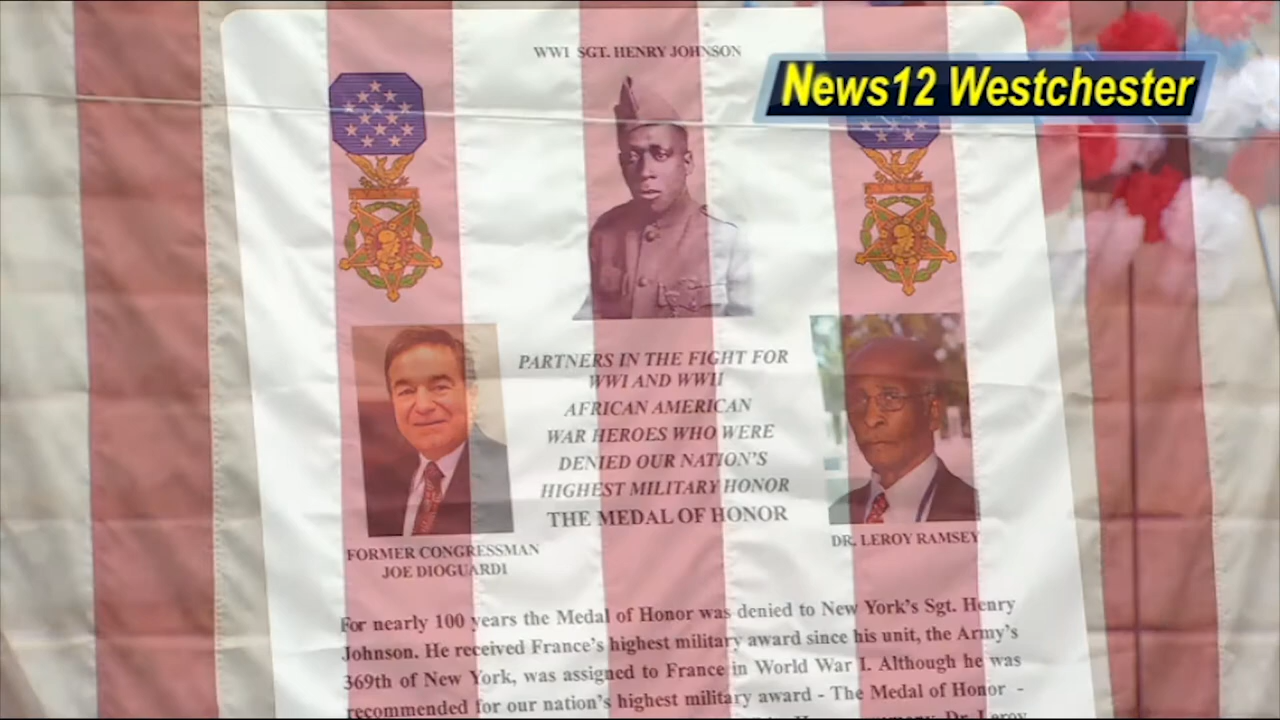 WWI SGT. HENRY JOHNSON
News12 Westchester
PARTNERS IN THE FIGHT FOR
WWI AND WWII
AFRICAN AMERICAN
WAR HEROES WHO WERE
DENIED OUR NATION'S
HIGHEST MILITARY HONOR
THE MEDAL OF HONOR
FORMER CONGRESSMAN
JOE DIOGUARDI
DR. LEROY RAMSEY
For nearly 100 years the Medal of Honor was denied to New York's Sgt. Henry
Johnson. He received France's highest military award since his unit, the Army's
369th of New York, was assigned to France in World War I. Although he was
recommended for our nation's highest military award - The Medal of Honor -
Dr. Leroy